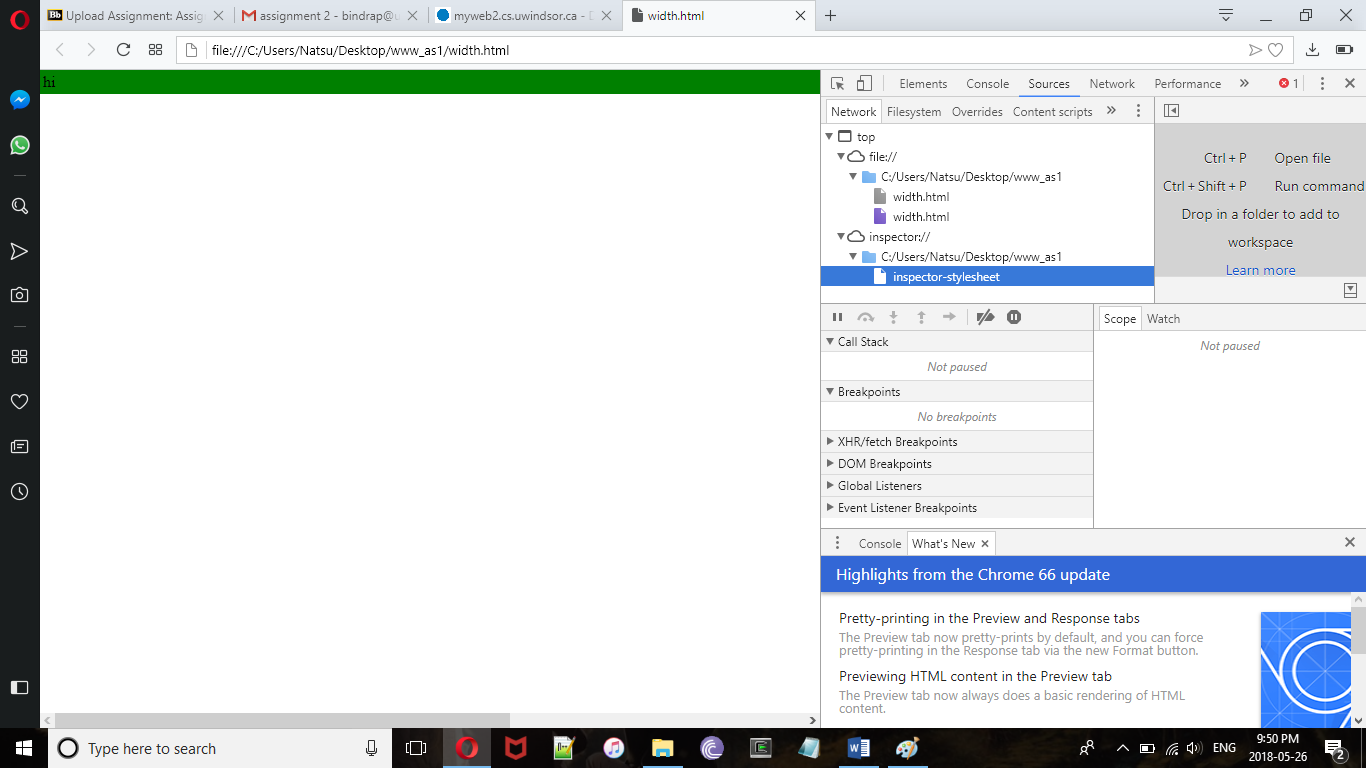 Bb Upload Assignment: Assig
assignment 2 - bindrap@u
myweb2.cs.uwindsor.ca - D
width.html
file:///C:/Users/Natsu/Desktop/www_as1/width.html
hi
Elements Console Sources Network Performance » 1
Network Filesystem Overrides Content scripts »
top
file://
C:/Users/Natsu/Desktop/www_as1
width.html
width.html
inspector://
C:/Users/Natsu/Desktop/www_as1
inspector-stylesheet
Ctrl + P Open file
Ctrl + Shift + P Run command
Drop in a folder to add to
workspace
Learn more
Call Stack
Not paused
Breakpoints
No breakpoints
XHR/fetch Breakpoints
DOM Breakpoints
Global Listeners
Event Listener Breakpoints
Scope Watch
Not paused
Console What's New
Highlights from the Chrome 66 update
Pretty-printing in the Preview and Response tabs
The Preview tab now pretty-prints by default, and you can force
pretty-printing in the Response tab via the new Format button.
Previewing HTML content in the Preview tab
The Preview tab now always does a basic rendering of HTML
content.
Type here to search
ENG
9:50 PM
2018-05-26
2